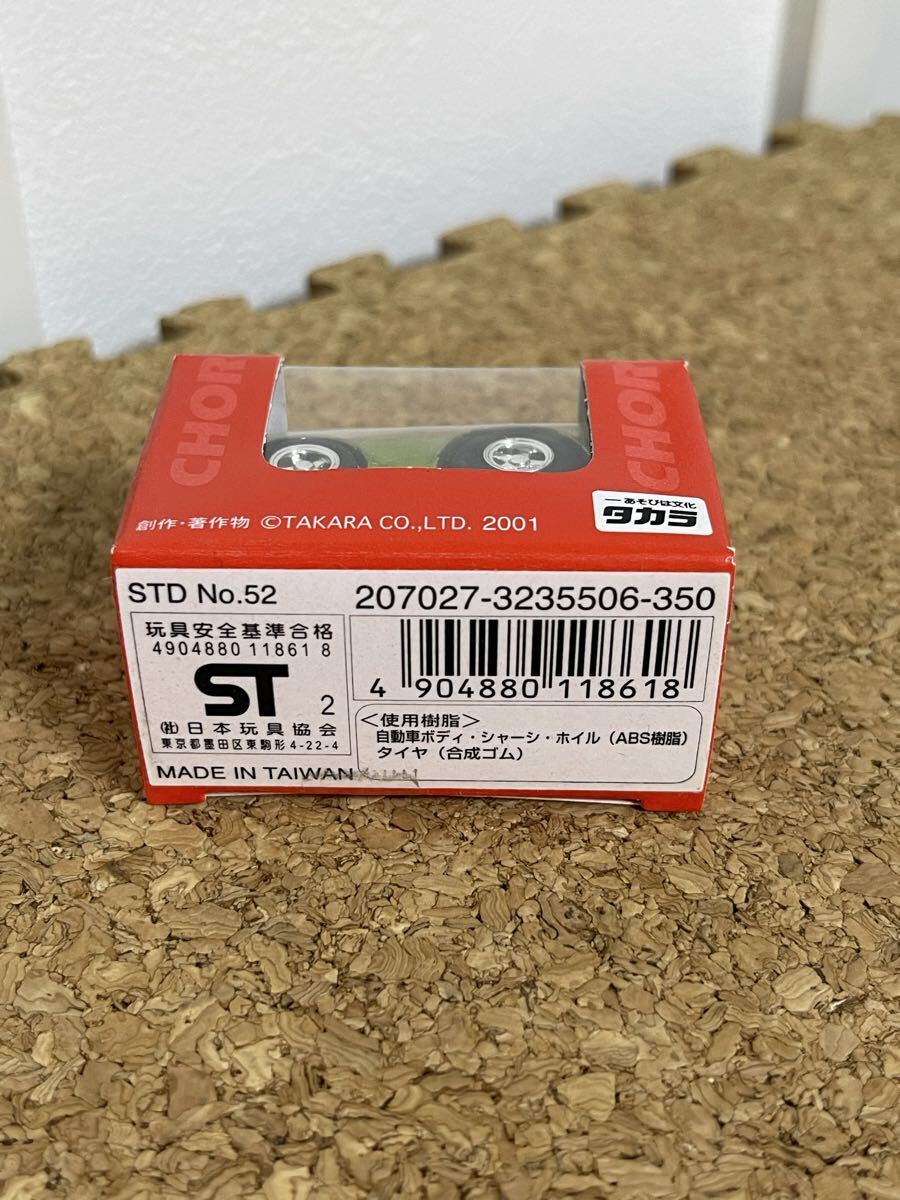 CHOR
CHOR
創作・著作物 ©TAKARA CO.,LTD. 2001
あそびは文化
タカラ
STD No.52
207027-3235506-350
玩具安全基準合格
4904880 11861 8
ST 2
(社)日本玩具協会
東京都墨田区東駒形4-22-4
MADE IN TAIWAN
4 904880 118618
<使用樹脂>
自動車ボディ・シャーシ・ホイル(ABS樹脂)
タイヤ(合成ゴム)